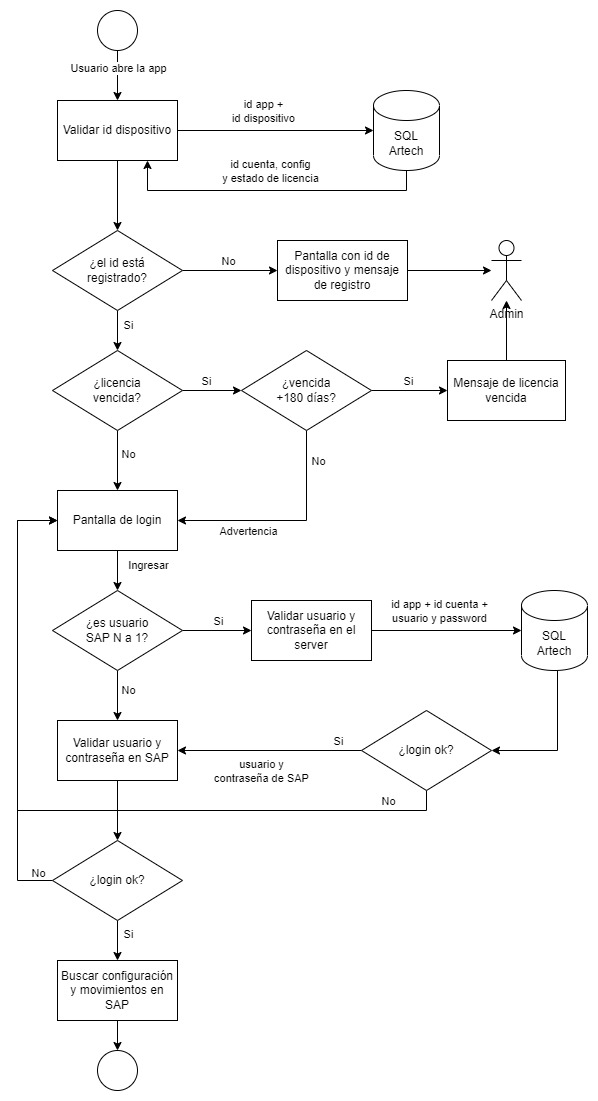 Usuario abre la app
Validar id dispositivo
id app +
id dispositivo
SQL
Artech
id cuenta, config
y estado de licencia
¿el id está
registrado?
No
Pantalla con id de
dispositivo y mensaje
de registro
Admin
Si
¿licencia
vencida?
Si
¿vencida
+180 días?
Si
Mensaje de licencia
vencida
No
No
Pantalla de login
Advertencia
Ingresar
¿es usuario
SAP N a 1?
Si
Validar usuario y
contraseña en el
server
id app + id cuenta +
usuario y password
SQL
Artech
No
Validar usuario y
contraseña en SAP
Si
usuario y
contraseña de SAP
¿login ok?
No
¿login ok?
No
Si
Buscar configuración
y movimientos en
SAP